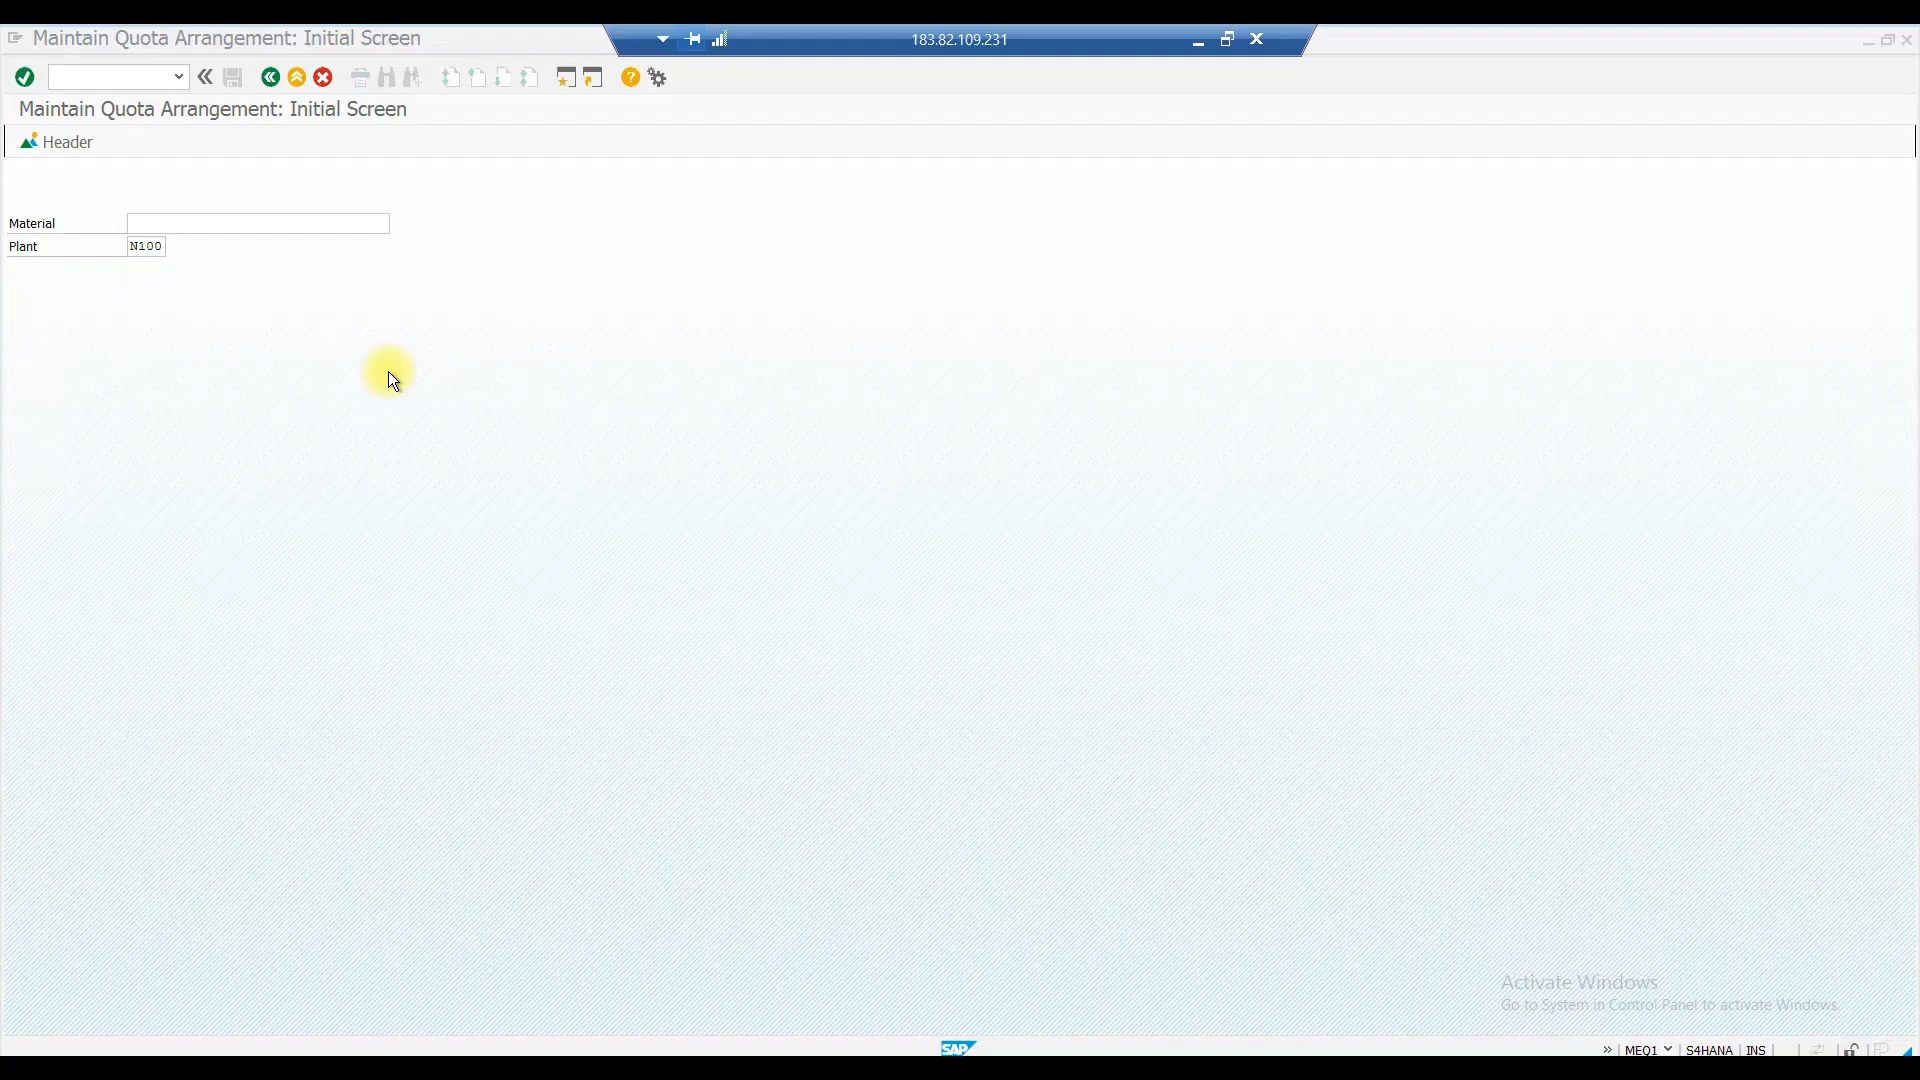 Maintain Quota Arrangement: Initial Screen
183.82.109.231
Maintain Quota Arrangement: Initial Screen
Header
Material
Plant N100
Activate Windows
Go to System in Control Panel to activate Windows.
SAP
MEQ1 S4HANA INS